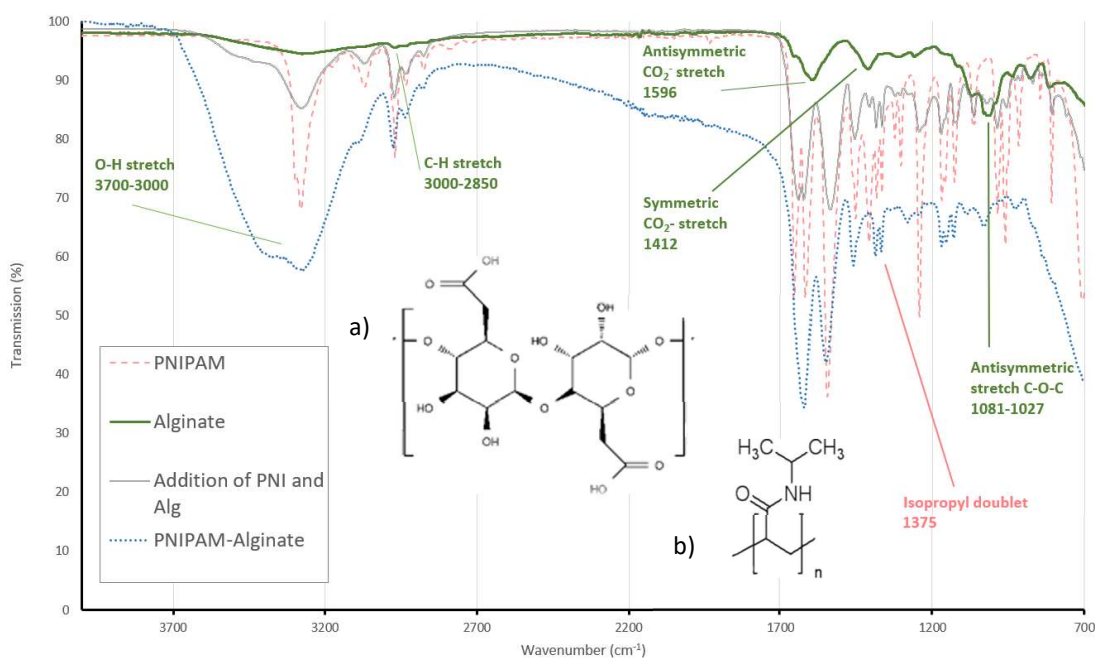 100
90
80
70
60
50
40
30
20
10
0
Transmission (%)
3700
3200
2700
2200
1700
1200
700
Wavenumber (cm-1)
O-H stretch
3700-3000
C-H stretch
3000-2850
Antisymmetric
CO2- stretch
1596
Symmetric
CO2- stretch
1412
Antisymmetric
stretch C-O-C
1081-1027
Isopropyl doublet
1375
PNIPAM
Alginate
Addition of PNI and
Alg
PNIPAM-Alginate
a)
OH
O
O
HO
OH
O
O
HO
OH
O
O
O
HO
b)
H3C
CH3
O
NH
n